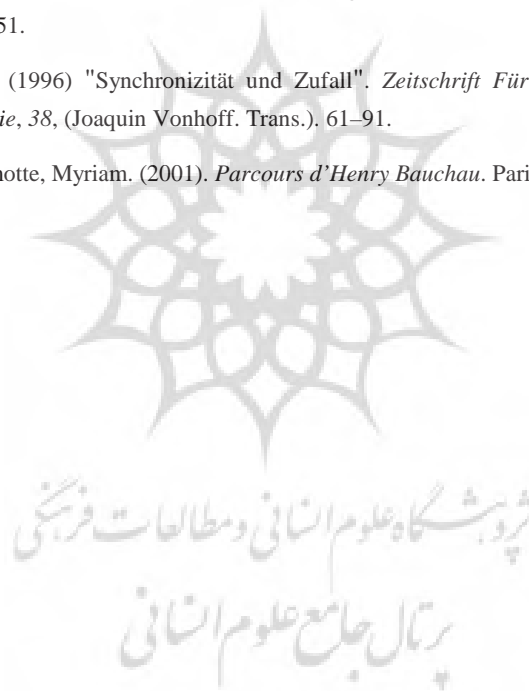 51.
(1996) "Synchronizität und Zufall". Zeitschrift Für
ie, 38, (Joaquin Vonhoff. Trans.). 61–91.
notte, Myriam. (2001). Parcours d’Henry Bauchau. Pari
پژوهشگاه علوم انسانی و مطالعات فرهنگی
پرتال جامع علوم انسانی